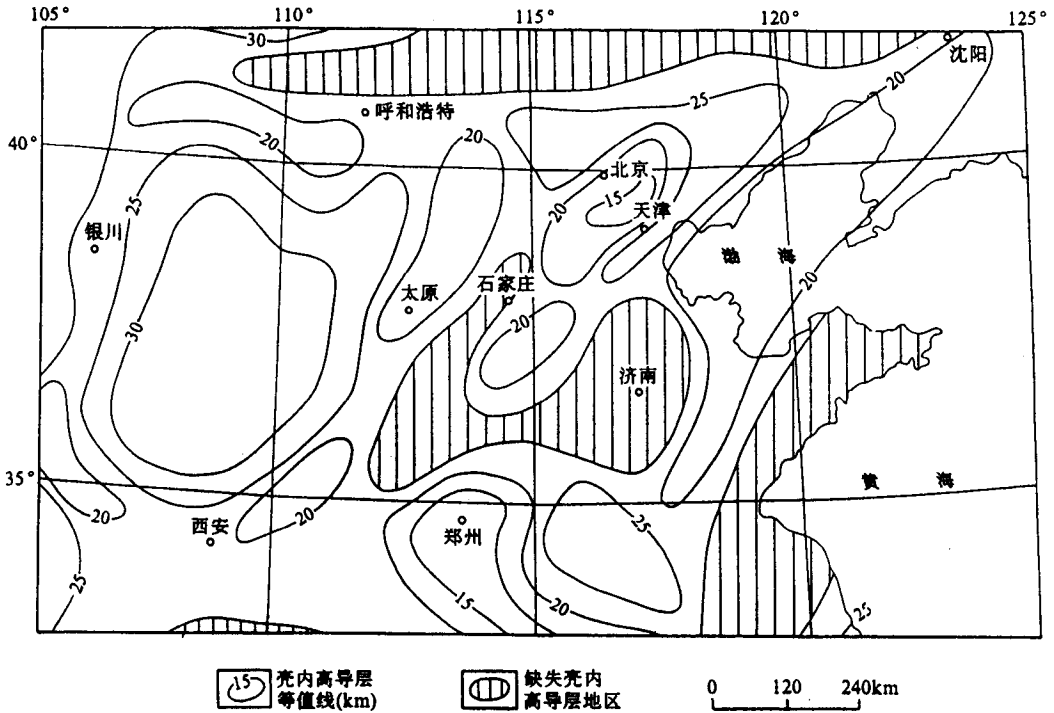 105° 110° 115° 120° 125°
30
沈阳
20
25
呼和浩特
20
20
40°
北京
15
25
20
天津
银川
渤 海
20
石家庄
太原
20
30
济南
35°
黄 海
20
20
西安
25
郑州
25
15
20
25
15 壳内高导层
等值线(km)
缺失壳内
高导层地区
0 120 240km